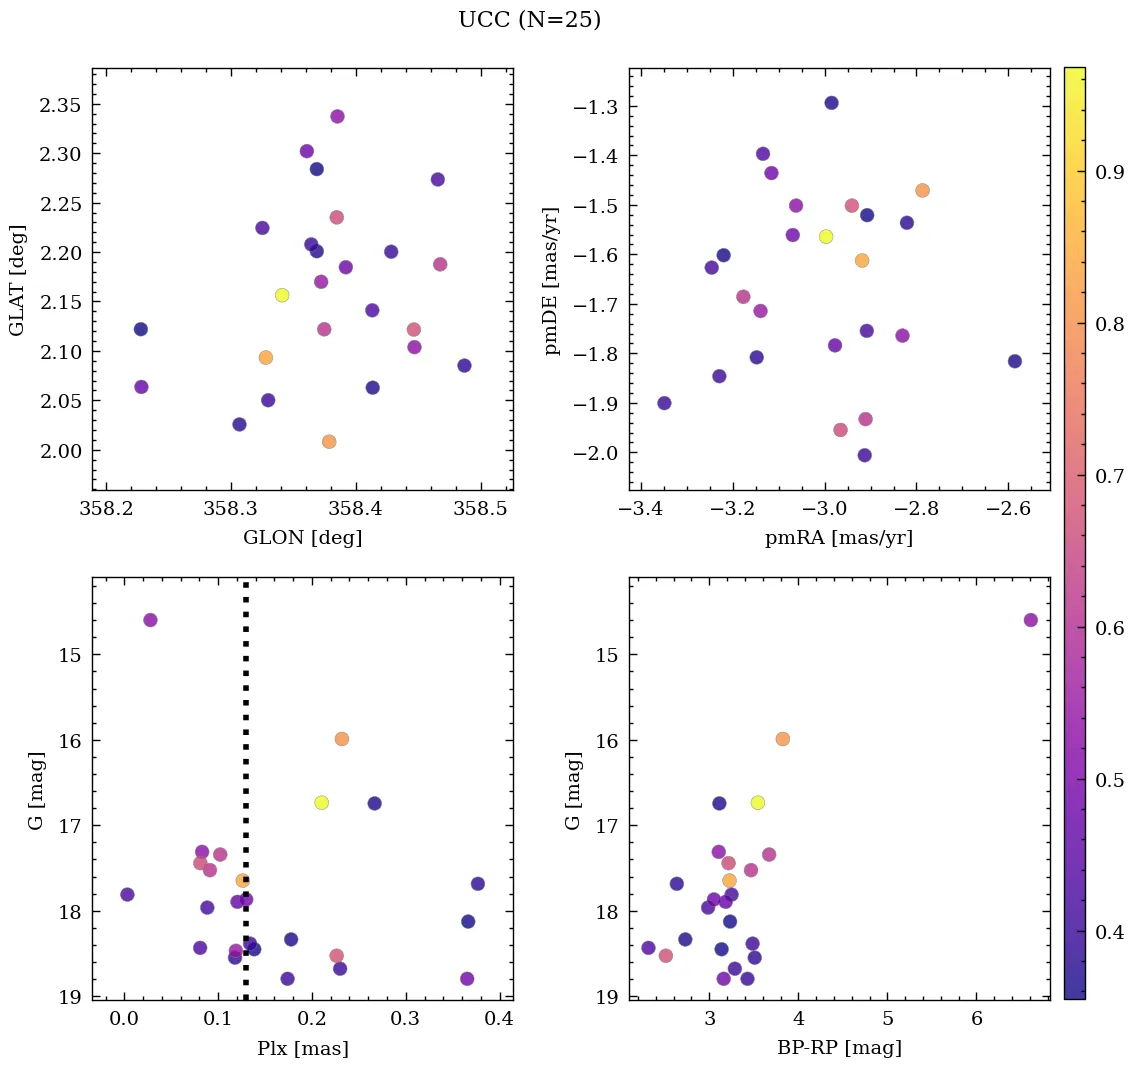 UCC (N=25)
2.35
2.30
2.25
2.20
2.15
2.10
2.05
2.00
GLAT [deg]
358.2 358.3 358.4 358.5
GLON [deg]
−1.3
−1.4
−1.5
−1.6
−1.7
−1.8
−1.9
−2.0
pmDE [mas/yr]
−3.4 −3.2 −3.0 −2.8 −2.6
pmRA [mas/yr]
0.9
0.8
0.7
0.6
0.5
0.4
15
16
17
18
19
G [mag]
0.0 0.1 0.2 0.3 0.4
Plx [mas]
15
16
17
18
19
G [mag]
3 4 5 6
BP-RP [mag]